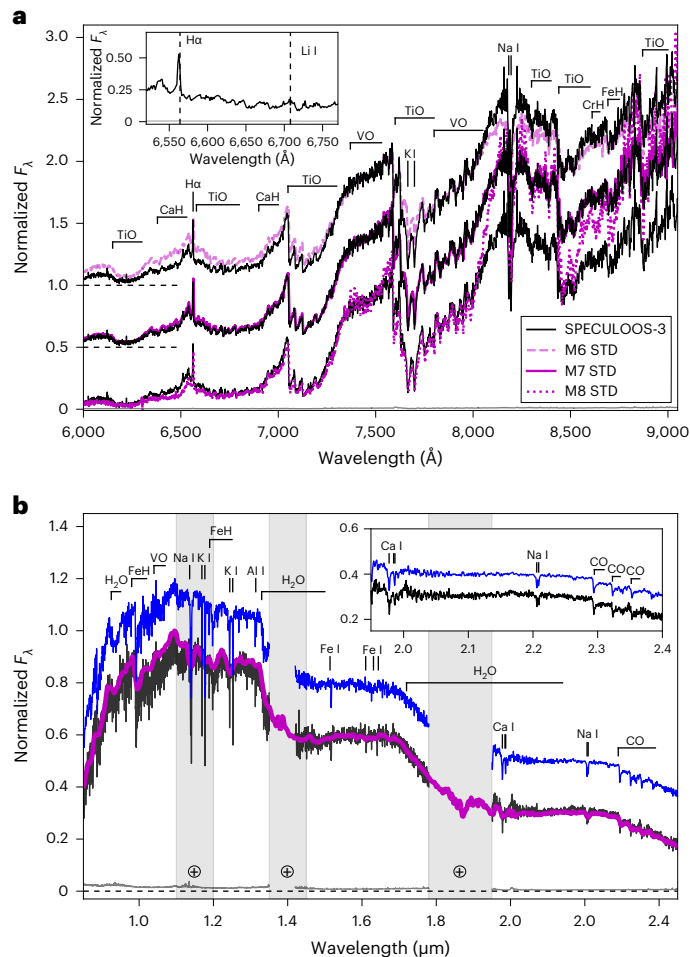 a
3.0
2.5
2.0
1.5
1.0
0.5
0
Normalized Fλ
0.50
0.25
0
Normalized Fλ
Hα
Li I
6,550
6,600
6,650
6,700
6,750
Wavelength (Å)
TiO
CaH
Hα
TiO
CaH
TiO
VO
TiO
K I
VO
Na I
TiO
TiO
CrH
FeH
TiO
SPECULOOS-3
M6 STD
M7 STD
M8 STD
6,000
6,500
7,000
7,500
8,000
8,500
9,000
Wavelength (Å)
b
1.4
1.2
1.0
0.8
0.6
0.4
0.2
0
Normalized Fλ
H2O
FeH
VO
Na I
K I
FeH
K I
Al I
H2O
Fe I
Fe I
H2O
Ca I
Na I
CO
0.6
0.4
0.2
Ca I
Na I
CO
CO
CO
2.0
2.1
2.2
2.3
2.4
⊕
⊕
⊕
1.0
1.2
1.4
1.6
1.8
2.0
2.2
2.4
Wavelength (μm)